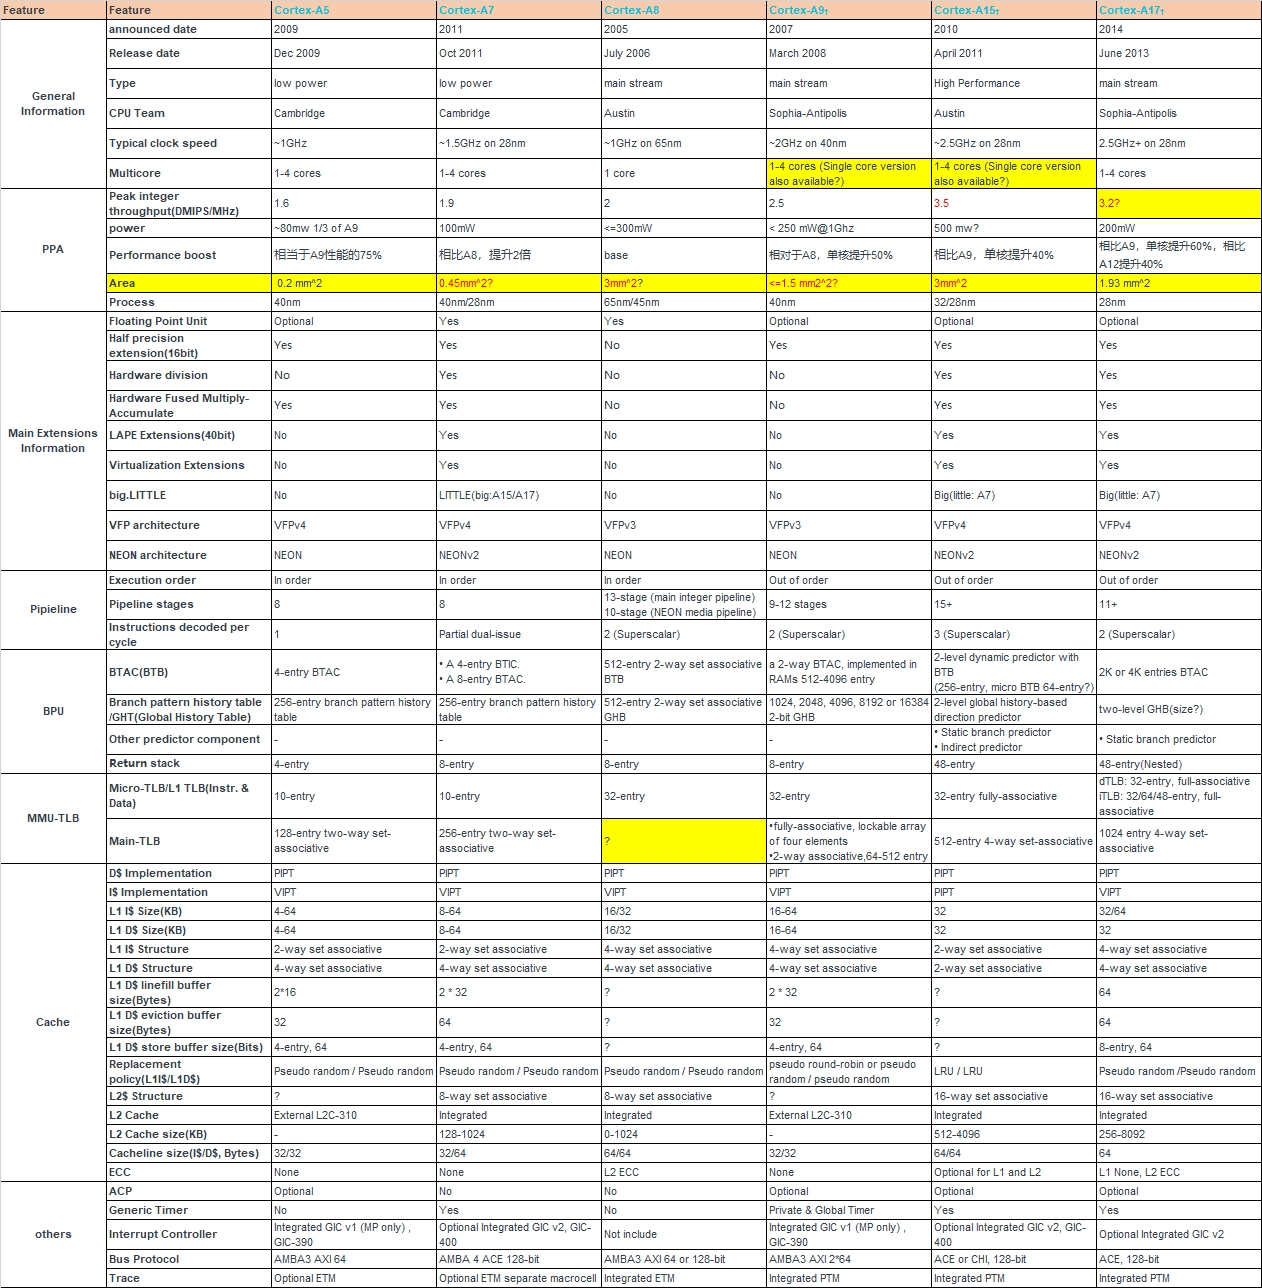 Feature Feature Cortex-A5 Cortex-A7 Cortex-A8 Cortex-A9† Cortex-A15† Cortex-A17†
General Information
announced date 2009 2011 2005 2007 2010 2014
Release date Dec 2009 Oct 2011 July 2006 March 2008 April 2011 June 2013
Type low power low power main stream main stream High Performance main stream
CPU Team Cambridge Cambridge Austin Sophia-Antipolis Austin Sophia-Antipolis
Typical clock speed ~1GHz ~1.5GHz on 28nm ~1GHz on 65nm ~2GHz on 40nm ~2.5GHz on 28nm 2.5GHz+ on 28nm
Multicore 1-4 cores 1-4 cores 1 core 1-4 cores (Single core version also available?) 1-4 cores (Single core version also available?) 1-4 cores
PPA
Peak integer throughput(DMIPS/MHz) 1.6 1.9 2 2.5 3.5 3.2?
power ~80mw 1/3 of A9 100mW <=300mW < 250 mW@1Ghz 500 mw? 200mW
Performance boost 相当于A9性能的75% 相比A8，提升2倍 base 相对于A8，单核提升50% 相比A9，单核提升40% 相比A9，单核提升60%，相比A12提升40%
Area 0.2 mm^2 0.45mm^2? 3mm^2? <=1.5 mm2^2? 3mm^2 1.93 mm^2
Process 40nm 40nm/28nm 65nm/45nm 40nm 32/28nm 28nm
Main Extensions Information
Floating Point Unit Optional Yes Yes Optional Optional Optional
Half precision extension(16bit) Yes Yes No Yes Yes Yes
Hardware division No Yes No No Yes Yes
Hardware Fused Multiply-Accumulate Yes Yes No No Yes Yes
LAPE Extensions(40bit) No Yes No No Yes Yes
Virtualization Extensions No Yes No No Yes Yes
big.LITTLE No LITTLE(big:A15/A17) No No Big(little: A7) Big(little: A7)
VFP architecture VFPv4 VFPv4 VFPv3 VFPv3 VFPv4 VFPv4
NEON architecture NEON NEONv2 NEON NEON NEONv2 NEONv2
Pipieline
Execution order In order In order In order Out of order Out of order Out of order
Pipeline stages 8 8 13-stage (main integer pipeline) 10-stage (NEON media pipeline) 9-12 stages 15+ 11+
Instructions decoded per cycle 1 Partial dual-issue 2 (Superscalar) 2 (Superscalar) 3 (Superscalar) 2 (Superscalar)
BPU
BTAC(BTB) 4-entry BTAC • A 4-entry BTIC. • A 8-entry BTAC. 512-entry 2-way set associative BTB a 2-way BTAC, implemented in RAMs 512-4096 entry 2-level dynamic predictor with BTB (256-entry, micro BTB 64-entry?) 2K or 4K entries BTAC
Branch pattern history table /GHT(Global History Table) 256-entry branch pattern history table 256-entry branch pattern history table 512-entry 2-way set associative GHB 1024, 2048, 4096, 8192 or 16384 2-bit GHB 2-level global history-based direction predictor two-level GHB(size?)
Other predictor component - - - - • Static branch predictor • Indirect predictor • Static branch predictor
Return stack 4-entry 8-entry 8-entry 8-entry 48-entry 48-entry(Nested)
MMU-TLB
Micro-TLB/L1 TLB(Instr. & Data) 10-entry 10-entry 32-entry 32-entry 32-entry fully-associative dTLB: 32-entry, full-associative iTLB: 32/64/48-entry, full-associative
Main-TLB 128-entry two-way set-associative 256-entry two-way set-associative ? •fully-associative, lockable array of four elements •2-way associative,64-512 entry 512-entry 4-way set-associative 1024 entry 4-way set-associative
Cache
D$ Implementation PIPT PIPT PIPT PIPT PIPT PIPT
I$ Implementation VIPT VIPT VIPT VIPT PIPT VIPT
L1 I$ Size(KB) 4-64 8-64 16/32 16-64 32 32/64
L1 D$ Size(KB) 4-64 8-64 16/32 16-64 32 32
L1 I$ Structure 2-way set associative 2-way set associative 4-way set associative 4-way set associative 2-way set associative 4-way set associative
L1 D$ Structure 4-way set associative 4-way set associative 4-way set associative 4-way set associative 2-way set associative 4-way set associative
L1 D$ linefill buffer size(Bytes) 2*16 2 * 32 ? 2 * 32 ? 64
L1 D$ eviction buffer size(Bytes) 32 64 ? 32 ? 64
L1 D$ store buffer size(Bits) 4-entry, 64 4-entry, 64 ? 4-entry, 64 ? 8-entry, 64
Replacement policy(L1I$/L1D$) Pseudo random / Pseudo random Pseudo random / Pseudo random Pseudo random / Pseudo random pseudo round-robin or pseudo random / pseudo random LRU / LRU Pseudo random /Pseudo random
L2$ Structure ? 8-way set associative 8-way set associative ? 16-way set associative 16-way set associative
L2 Cache External L2C-310 Integrated Integrated External L2C-310 Integrated Integrated
L2 Cache size(KB) - 128-1024 0-1024 - 512-4096 256-8092
Cacheline size(I$/D$, Bytes) 32/32 32/64 64/64 32/32 64/64 64
ECC None None L2 ECC None Optional for L1 and L2 L1 None, L2 ECC
others
ACP Optional No No Optional Optional Optional
Generic Timer No Yes No Private & Global Timer Yes Yes
Interrupt Controller Integrated GIC v1 (MP only) , GIC-390 Optional Integrated GIC v2, GIC-400 Not include Integrated GIC v1 (MP only) , GIC-390 Optional Integrated GIC v2, GIC-400 Optional Integrated GIC v2
Bus Protocol AMBA3 AXI 64 AMBA 4 ACE 128-bit AMBA3 AXI 64 or 128-bit AMBA3 AXI 2*64 ACE or CHI, 128-bit ACE, 128-bit
Trace Optional ETM Optional ETM separate macrocell Integrated ETM Integrated PTM Integrated PTM Integrated PTM